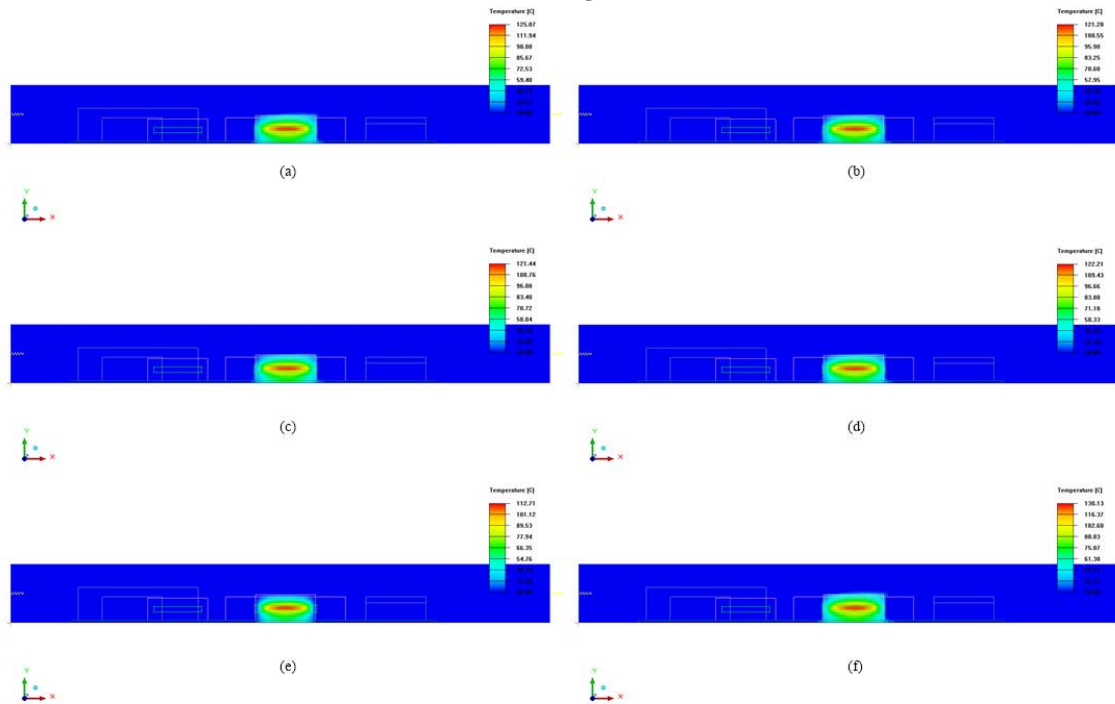 Temperature [C]
125.07
111.94
98.80
85.67
72.53
59.40
Temperature [C]
121.20
108.55
95.90
83.25
70.60
57.95
(a)
(b)
Y
X
Y
X
Temperature [C]
121.44
108.76
96.08
83.40
70.72
58.04
Temperature [C]
122.21
109.43
96.66
83.88
71.10
58.33
(c)
(d)
Y
X
Y
X
Temperature [C]
112.71
101.12
89.53
77.94
66.35
54.76
Temperature [C]
130.13
116.37
102.60
88.83
75.07
61.30
(e)
(f)
Y
X
Y
X